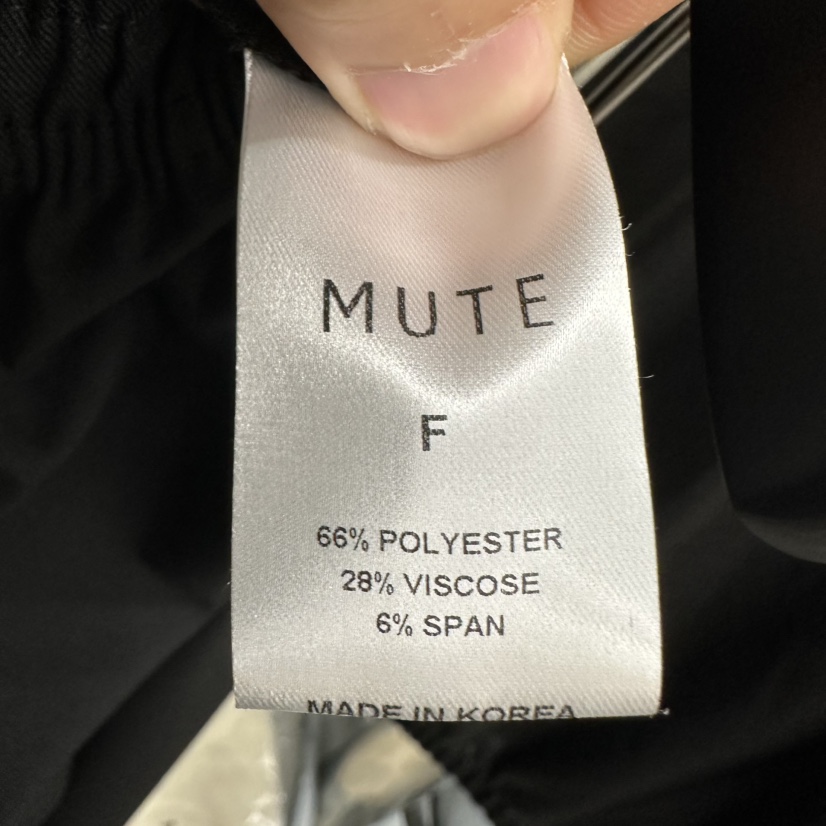 MUTE
F
66% POLYESTER
28% VISCOSE
6% SPAN
MADE IN KOREA